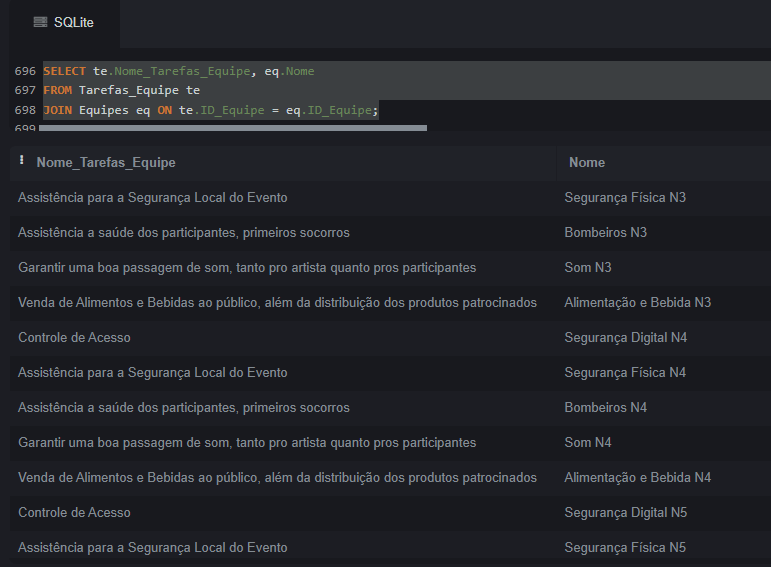 SQLite
696 SELECT te.Nome_Tarefas_Equipe, eq.Nome
697 FROM Tarefas_Equipe te
698 JOIN Equipes eq ON te.ID_Equipe = eq.ID_Equipe;
699
Nome_Tarefas_Equipe Nome
Assistência para a Segurança Local do Evento Segurança Física N3
Assistência a saúde dos participantes, primeiros socorros Bombeiros N3
Garantir uma boa passagem de som, tanto pro artista quanto pros participantes Som N3
Venda de Alimentos e Bebidas ao público, além da distribuição dos produtos patrocinados Alimentação e Bebida N3
Controle de Acesso Segurança Digital N4
Assistência para a Segurança Local do Evento Segurança Física N4
Assistência a saúde dos participantes, primeiros socorros Bombeiros N4
Garantir uma boa passagem de som, tanto pro artista quanto pros participantes Som N4
Venda de Alimentos e Bebidas ao público, além da distribuição dos produtos patrocinados Alimentação e Bebida N4
Controle de Acesso Segurança Digital N5
Assistência para a Segurança Local do Evento Segurança Física N5